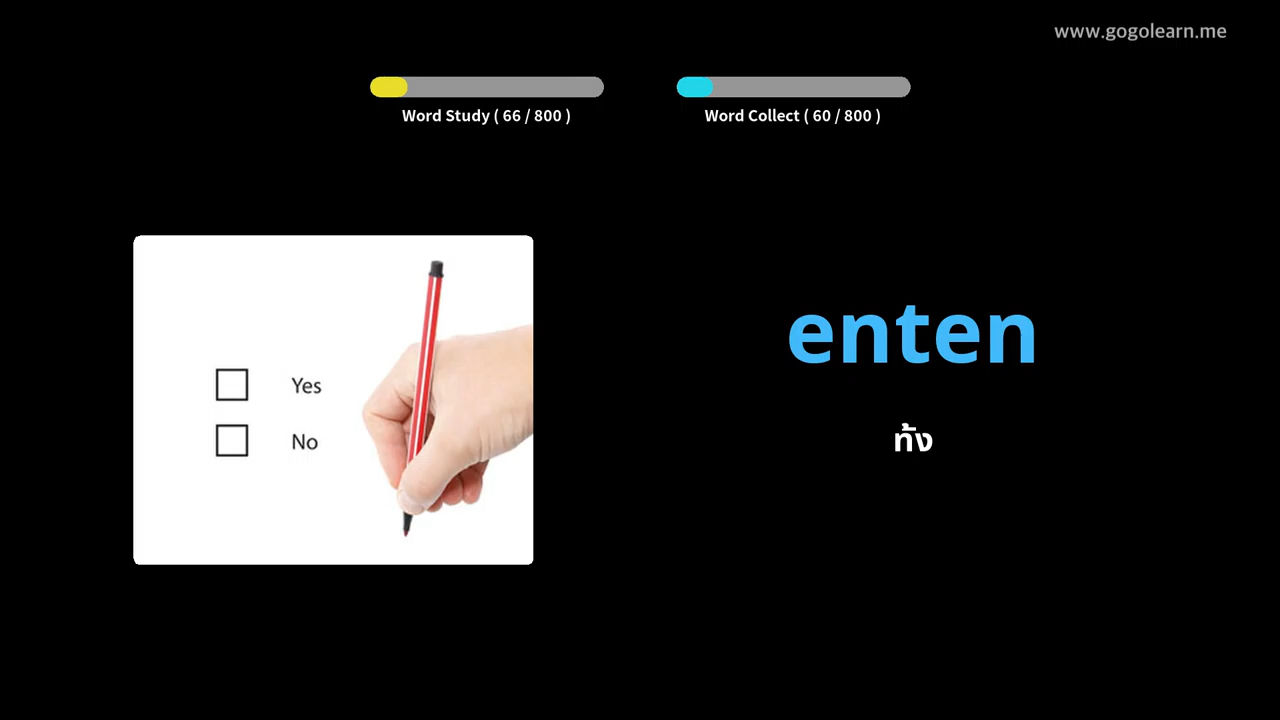 www.gogolearn.me
Word Study ( 66 / 800 )
Word Collect ( 60 / 800 )
Yes
No
enten
ทั้ง